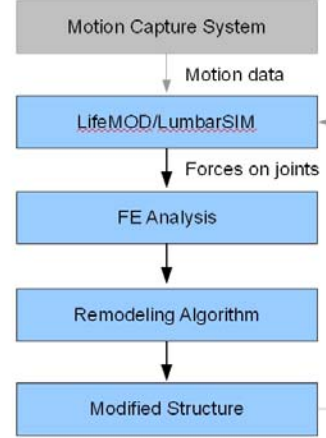 Motion Capture System
Motion data
LifeMOD/LumbarSIM
Forces on joints
FE Analysis
Remodeling Algorithm
Modified Structure